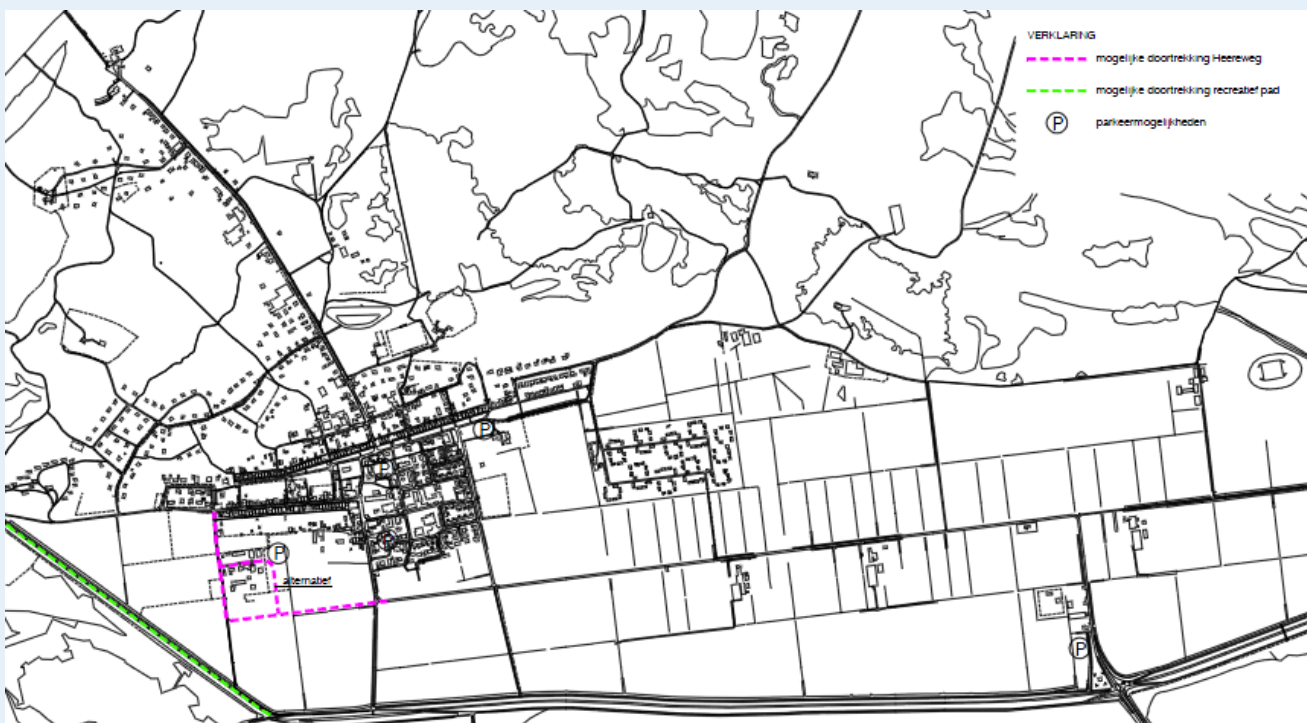 VERKLARING
mogelijke doortrekking Heereweg
mogelijke doortrekking recreatief pad
P parkeermogelijkheden
P
P
P
P
alternatief
P